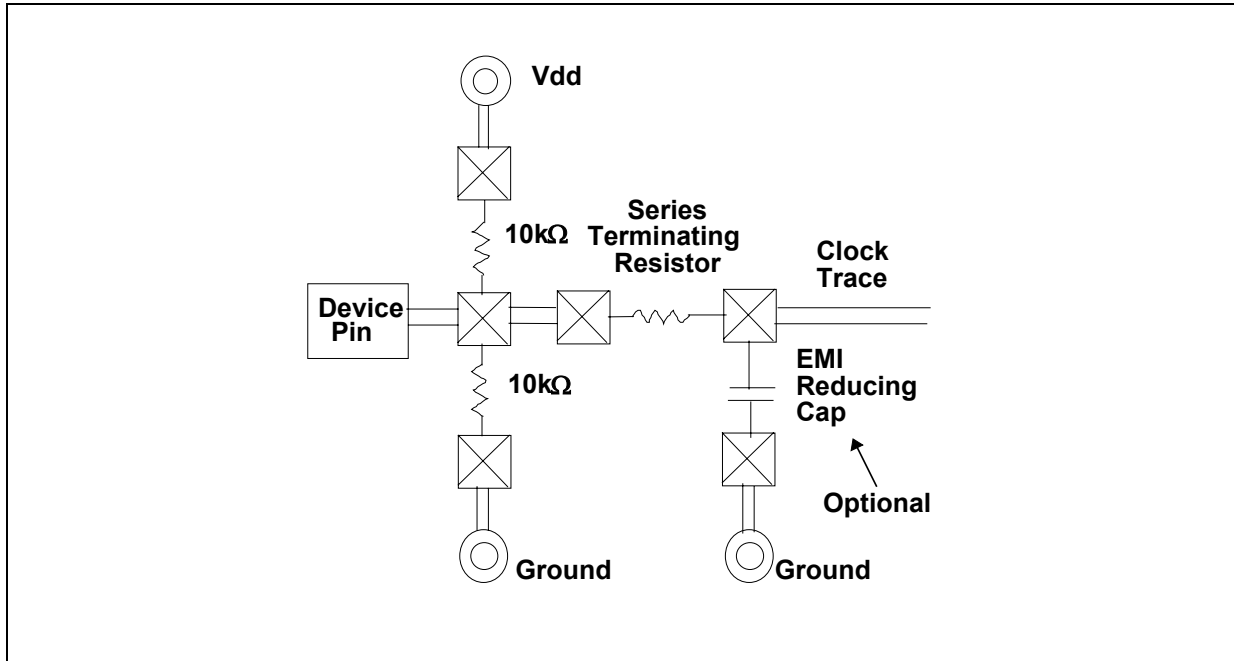 Vdd
10kΩ
Series
Terminating
Resistor
Clock
Trace
Device
Pin
10kΩ
EMI
Reducing
Cap
Optional
Ground
Ground